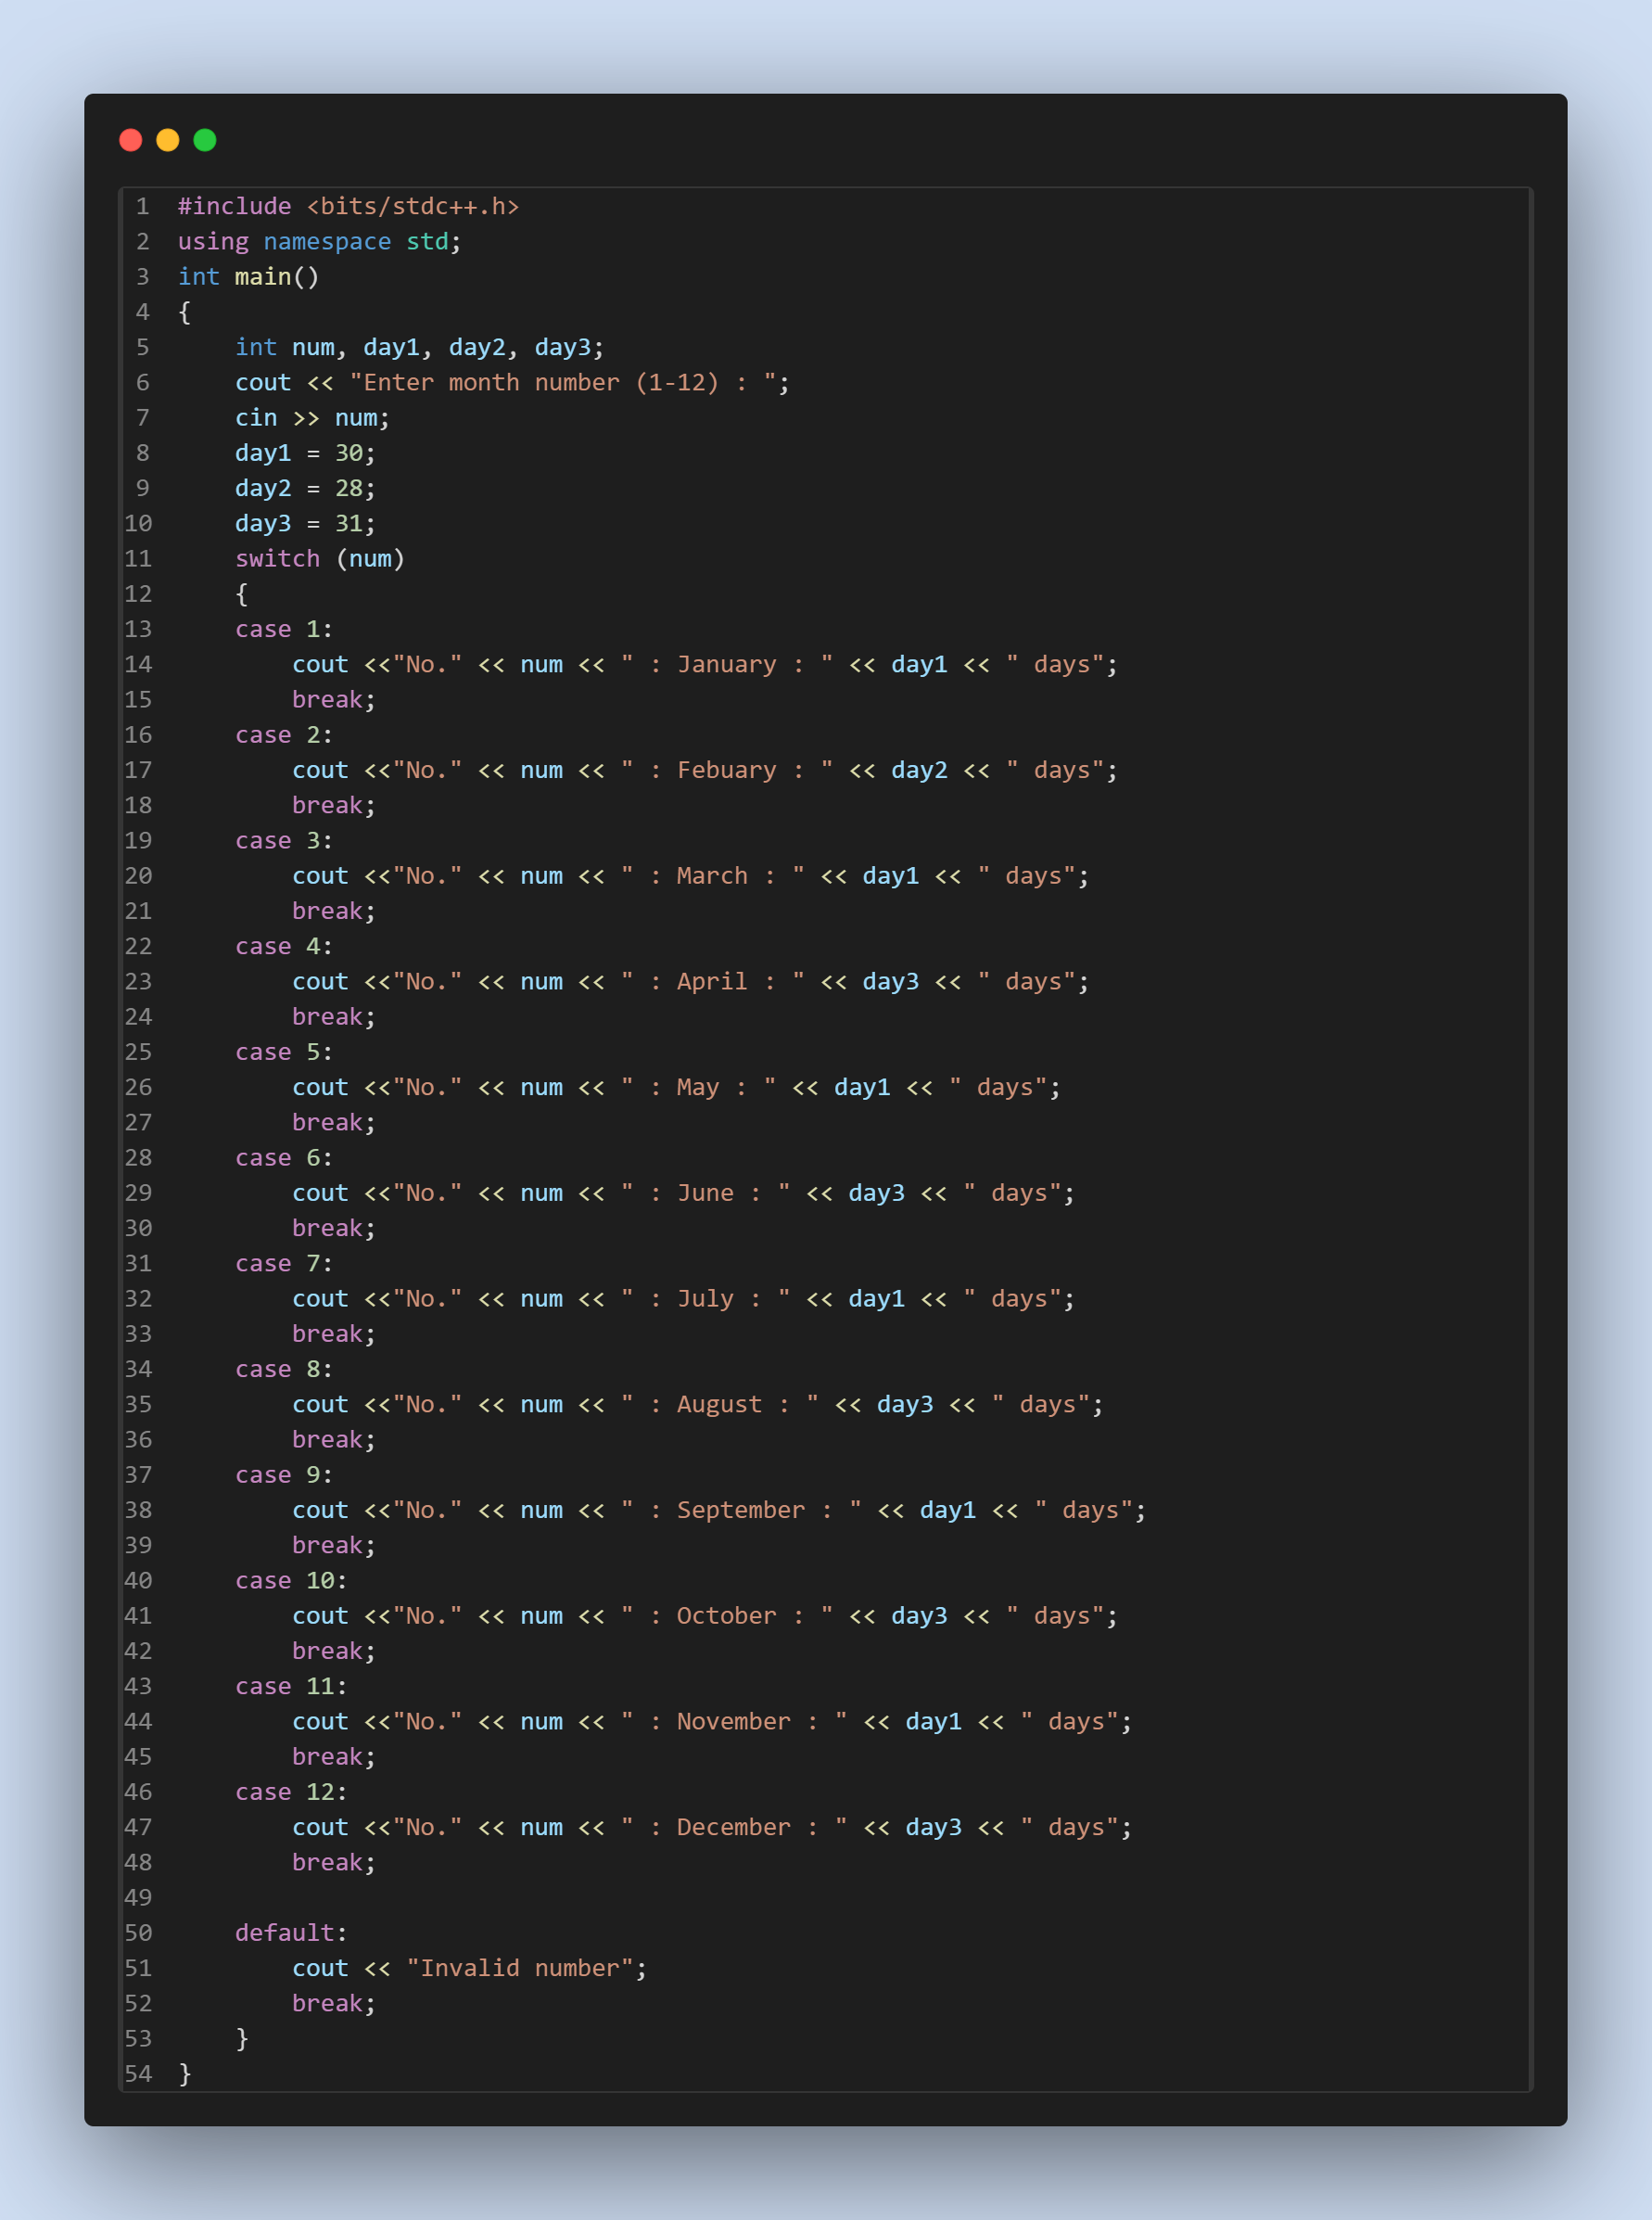 1 #include <bits/stdc++.h>
2 using namespace std;
3 int main()
4 {
5     int num, day1, day2, day3;
6     cout << "Enter month number (1-12) : ";
7     cin >> num;
8     day1 = 30;
9     day2 = 28;
10     day3 = 31;
11     switch (num)
12     {
13     case 1:
14         cout <<"No." << num << " : January : " << day1 << " days";
15         break;
16     case 2:
17         cout <<"No." << num << " : Febuary : " << day2 << " days";
18         break;
19     case 3:
20         cout <<"No." << num << " : March : " << day1 << " days";
21         break;
22     case 4:
23         cout <<"No." << num << " : April : " << day3 << " days";
24         break;
25     case 5:
26         cout <<"No." << num << " : May : " << day1 << " days";
27         break;
28     case 6:
29         cout <<"No." << num << " : June : " << day3 << " days";
30         break;
31     case 7:
32         cout <<"No." << num << " : July : " << day1 << " days";
33         break;
34     case 8:
35         cout <<"No." << num << " : August : " << day3 << " days";
36         break;
37     case 9:
38         cout <<"No." << num << " : September : " << day1 << " days";
39         break;
40     case 10:
41         cout <<"No." << num << " : October : " << day3 << " days";
42         break;
43     case 11:
44         cout <<"No." << num << " : November : " << day1 << " days";
45         break;
46     case 12:
47         cout <<"No." << num << " : December : " << day3 << " days";
48         break;
49
50     default:
51         cout << "Invalid number";
52         break;
53     }
54 }